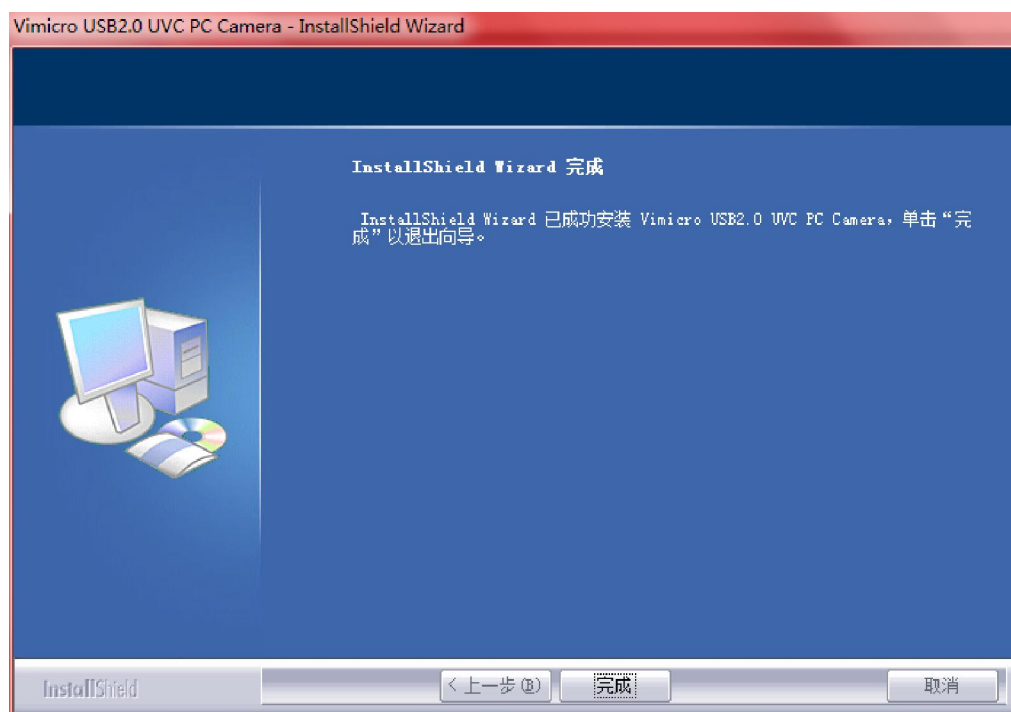 Vimicro USB2.0 UVC PC Camera - InstallShield Wizard
InstallShield Wizard 完成
InstallShield Wizard 已成功安装 Vimicro USB2.0 UVC PC Camera，单击“完
成”以退出向导。
InstallShield
< 上一步(B)
完成
取消